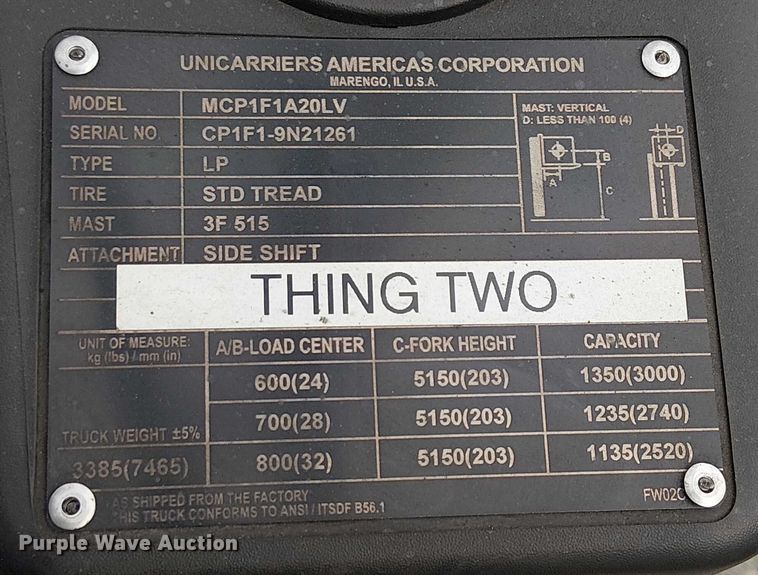 UNICARRIERS AMERICAS CORPORATION
MARENGO, IL U.S.A.
MODEL MCP1F1A20LV
SERIAL NO CP1F1-9N21261
TYPE LP
TIRE STD TREAD
MAST 3F 515
ATTACHMENT SIDE SHIFT
MAST: VERTICAL
D: LESS THAN 100 (4)
D
B
A
C
THING TWO
UNIT OF MEASURE:
kg (lbs) / mm (in)
A/B-LOAD CENTER C-FORK HEIGHT CAPACITY
600(24) 5150(203) 1350(3000)
700(28) 5150(203) 1235(2740)
TRUCK WEIGHT ±5%
3385(7465) 800(32) 5150(203) 1135(2520)
AS SHIPPED FROM THE FACTORY
THIS TRUCK CONFORMS TO ANSI / ITSDF B56.1
Purple Wave Auction